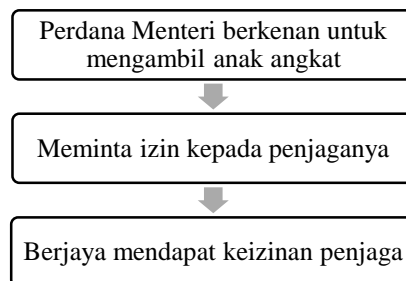 Perdana Menteri berkenan untuk
mengambil anak angkat
Meminta izin kepada penjaganya
Berjaya mendapat keizinan penjaga